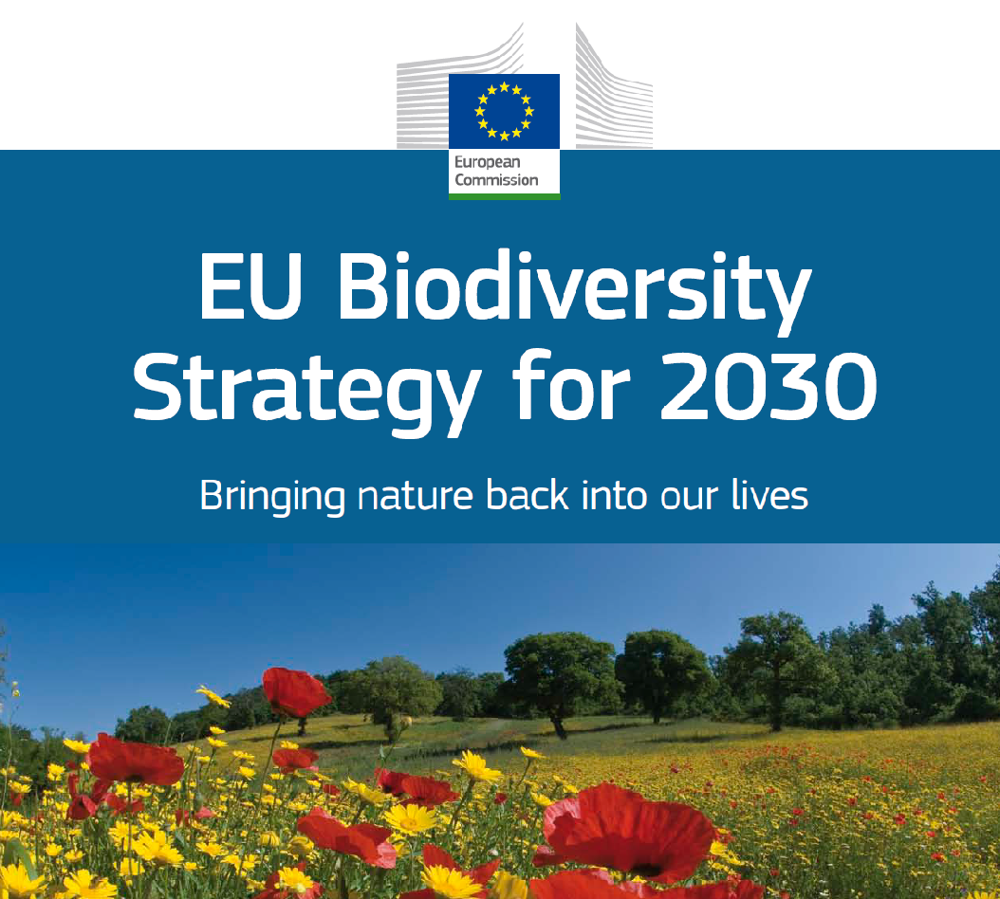 European
Commission
EU Biodiversity
Strategy for 2030
Bringing nature back into our lives